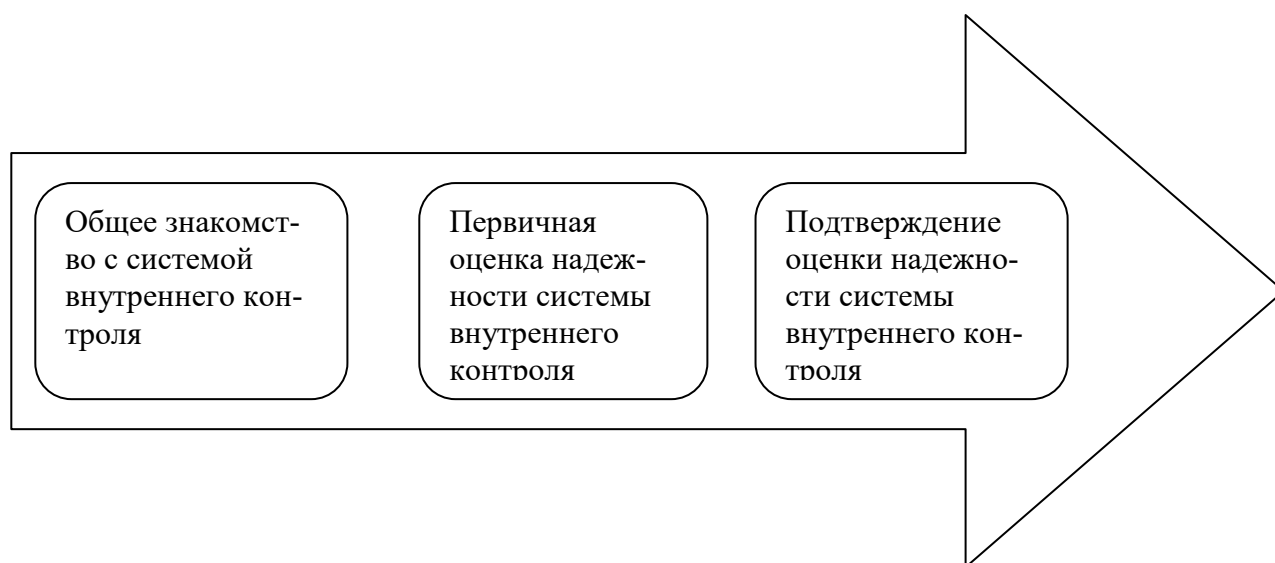 Общее знакомст-
во с системой
внутреннего кон-
троля
Первичная
оценка надеж-
ности системы
внутреннего
контроля
Подтверждение
оценки надежно-
сти системы
внутреннего кон-
троля